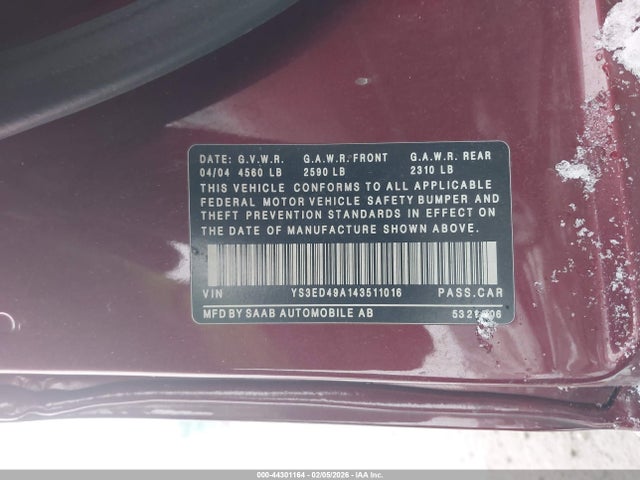 DATE: G.V.W.R. G.A.W.R. FRONT G.A.W.R. REAR
04/04 4560 LB 2590 LB 2310 LB
THIS VEHICLE CONFORMS TO ALL APPLICABLE
FEDERAL MOTOR VEHICLE SAFETY BUMPER AND
THEFT PREVENTION STANDARDS IN EFFECT ON
THE DATE OF MANUFACTURE SHOWN ABOVE.
VIN YS3ED49A143511016 PASS.CAR
MFD BY SAAB AUTOMOBILE AB
000-44301164 - 02/05/2026 - IAA Inc.